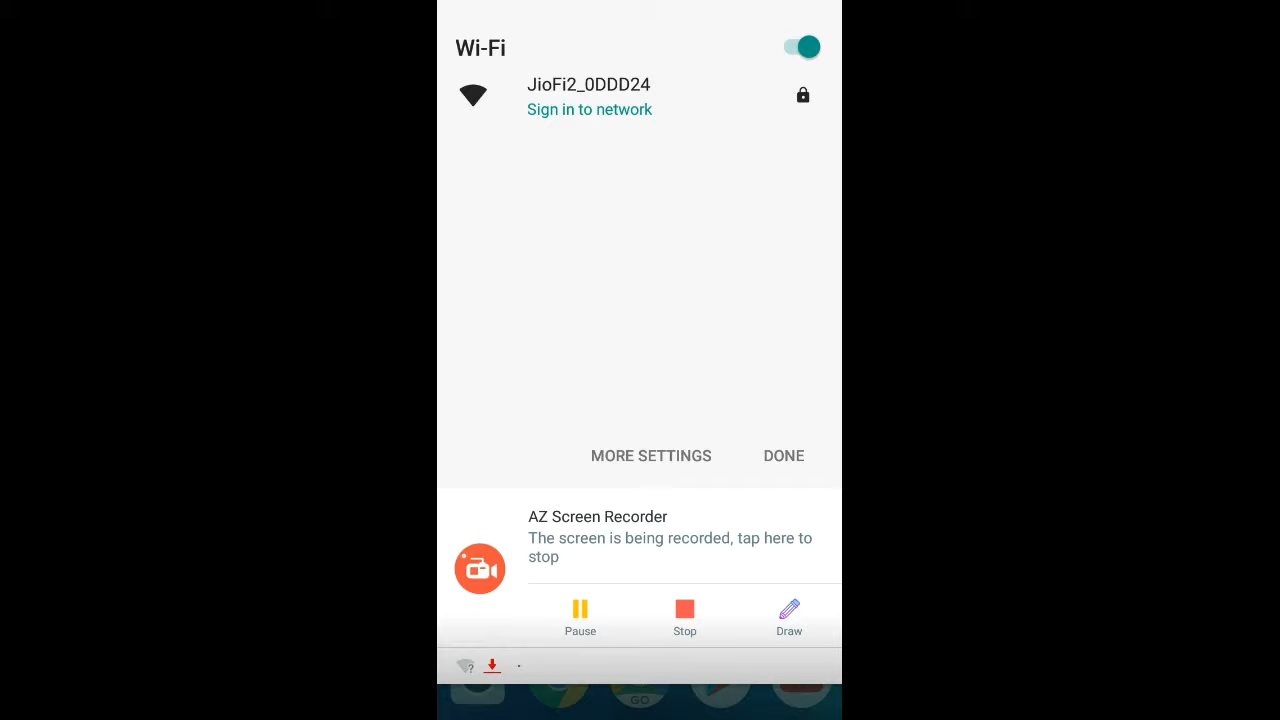 Wi-Fi
JioFi2_0DDD24
Sign in to network
MORE SETTINGS DONE
AZ Screen Recorder
The screen is being recorded, tap here to
stop
Pause Stop Draw
?
GO